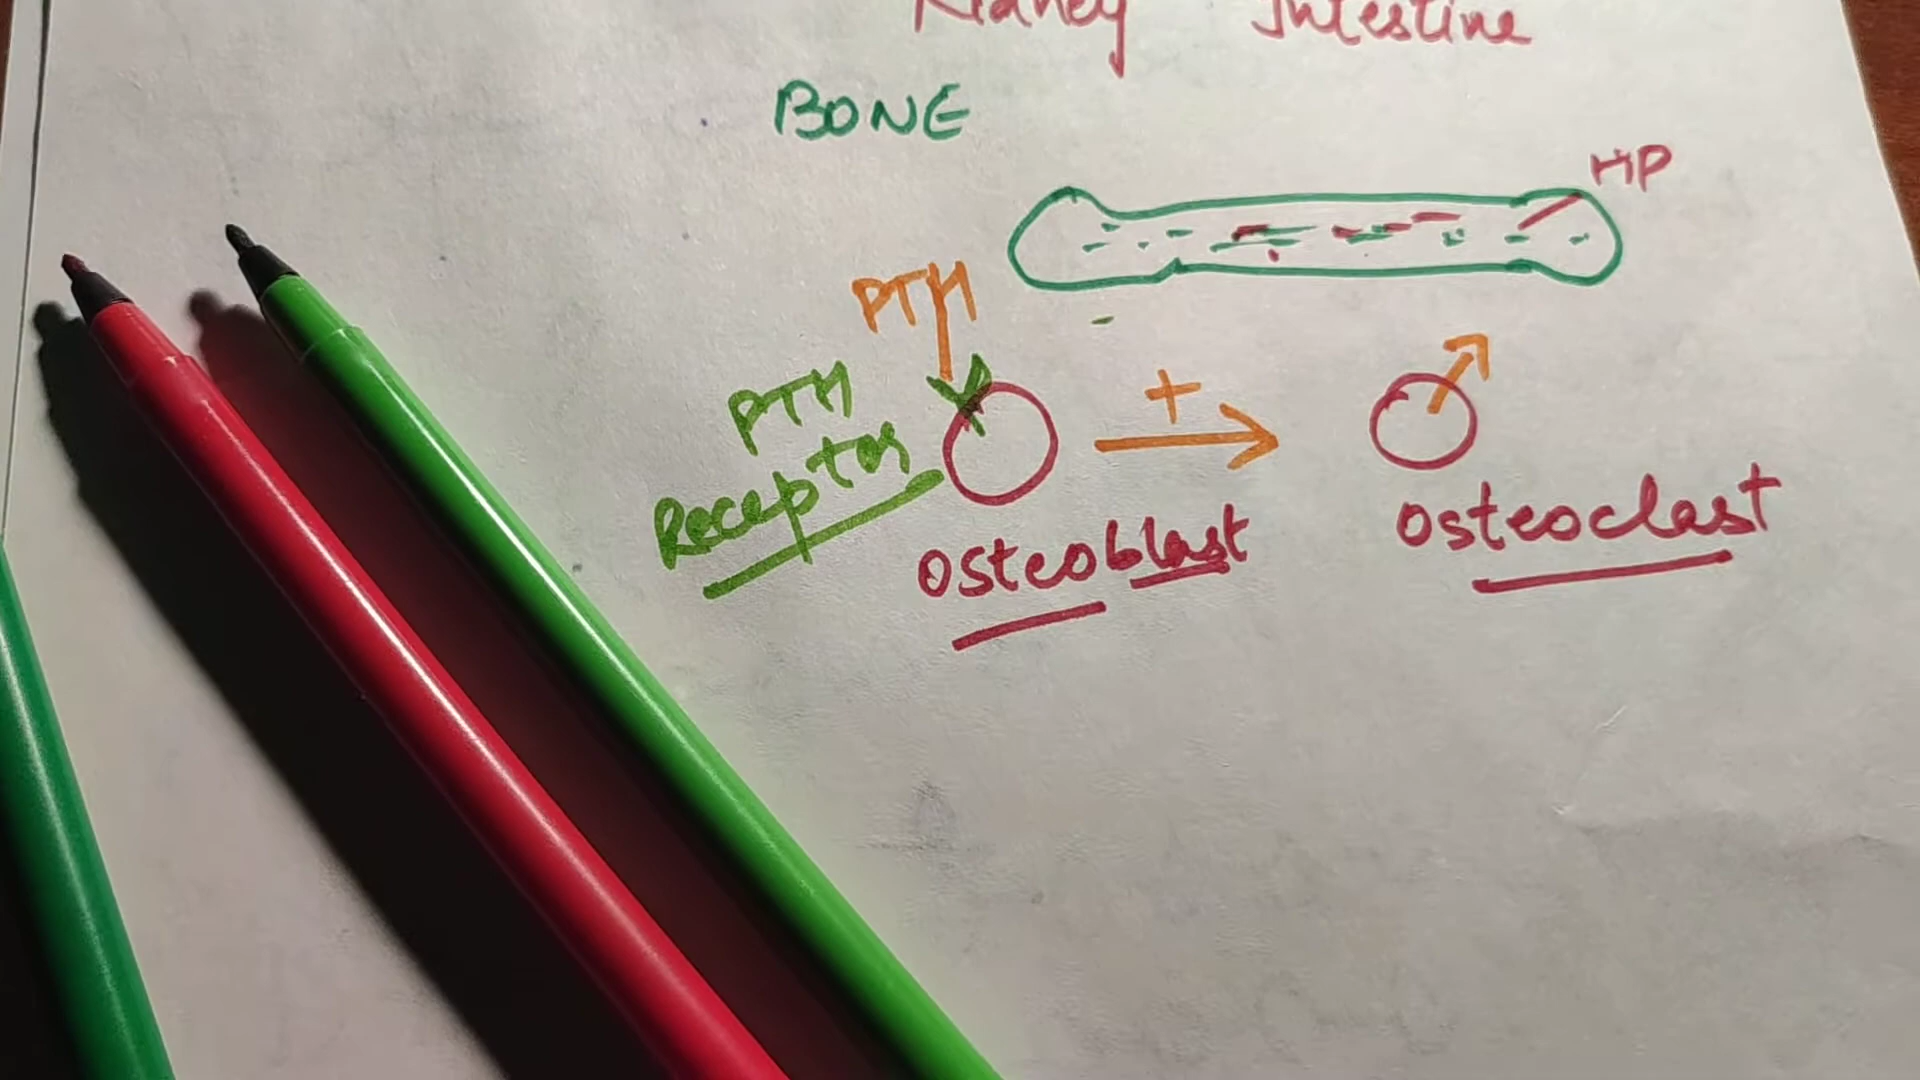 Kidney Intestine
BONE
HP
PTH
PTH
Receptor
+
Osteoblast
Osteoclast